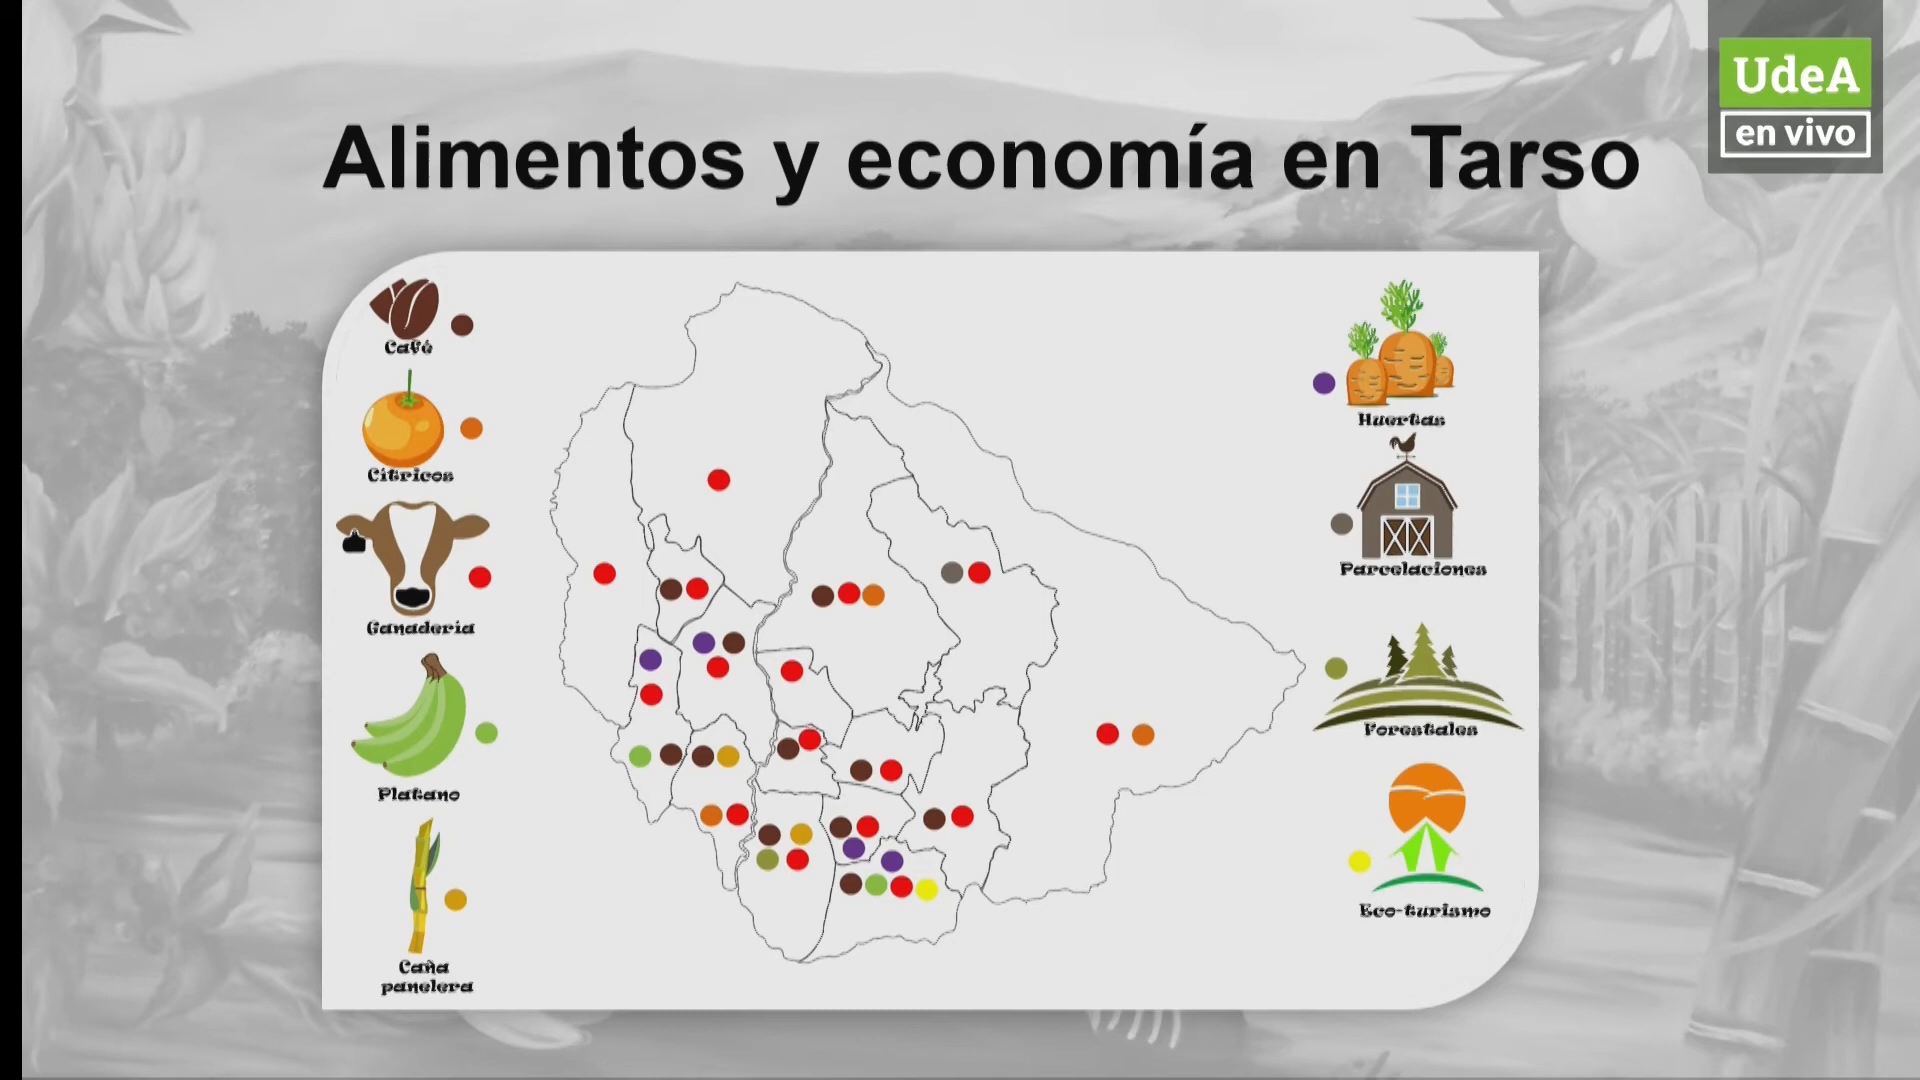 UdeA
en vivo
Alimentos y economía en Tarso
Café
Cítricos
Ganadería
Platano
Caña
panelera
Huertas
Parcelaciones
Forestales
Eco-turismo